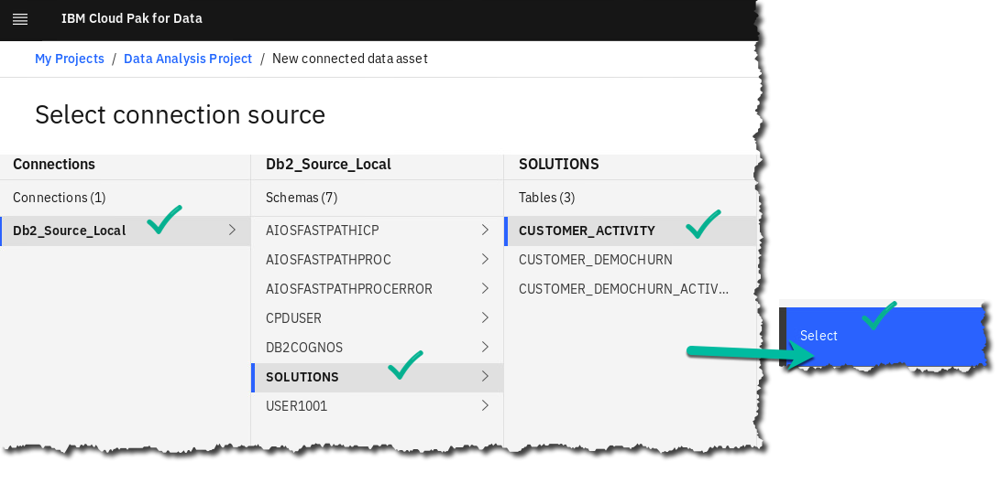 IBM Cloud Pak for Data
My Projects / Data Analysis Project / New connected data asset
Select connection source
Connections
Connections (1)
Db2_Source_Local
Db2_Source_Local
Schemas (7)
AIOSFASTPATHICP
AIOSFASTPATHPROC
AIOSFASTPATHPROCERROR
CPDUSER
DB2COGNOS
SOLUTIONS
USER1001
SOLUTIONS
Tables (3)
CUSTOMER_ACTIVITY
CUSTOMER_DEMOCHURN
CUSTOMER_DEMOCHURN_ACTIV...
Select